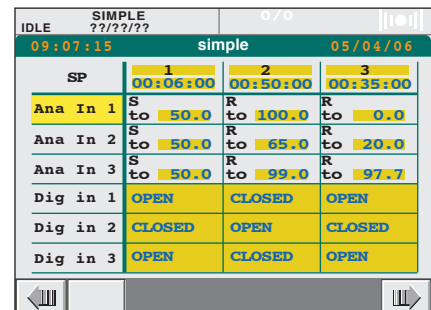 SIMPLE 0/0
IDLE ??/??/??
09:07:15 simple 05/04/06
SP 1 2 3
00:06:00 00:50:00 00:35:00
Ana In 1 S to 50.0 R to 100.0 R to 0.0
Ana In 2 S to 50.0 R to 65.0 R to 20.0
Ana In 3 S to 50.0 R to 99.0 R to 97.7
Dig in 1 OPEN CLOSED OPEN
Dig in 2 CLOSED OPEN CLOSED
Dig in 3 OPEN CLOSED OPEN